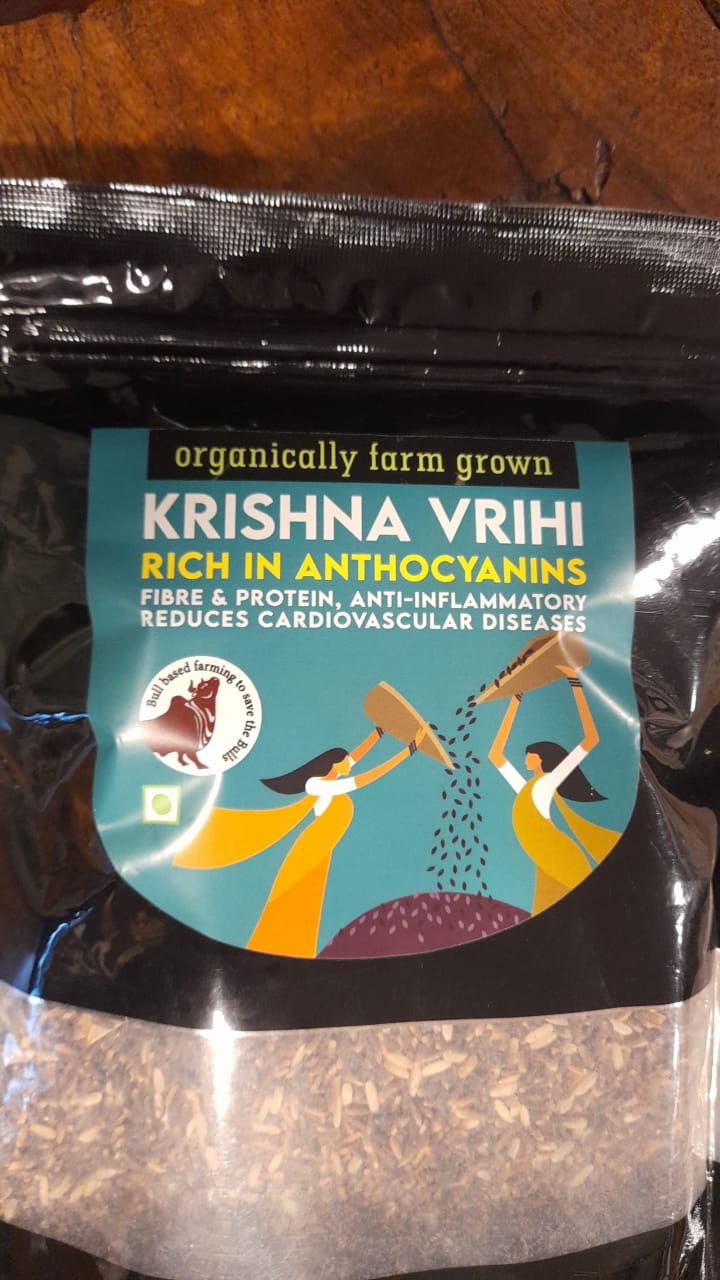 organically farm grown
KRISHNA VRIHI
RICH IN ANTHOCYANINS
FIBRE & PROTEIN, ANTI-INFLAMMATORY
REDUCES CARDIOVASCULAR DISEASES
Bull based farming to save the Bulls